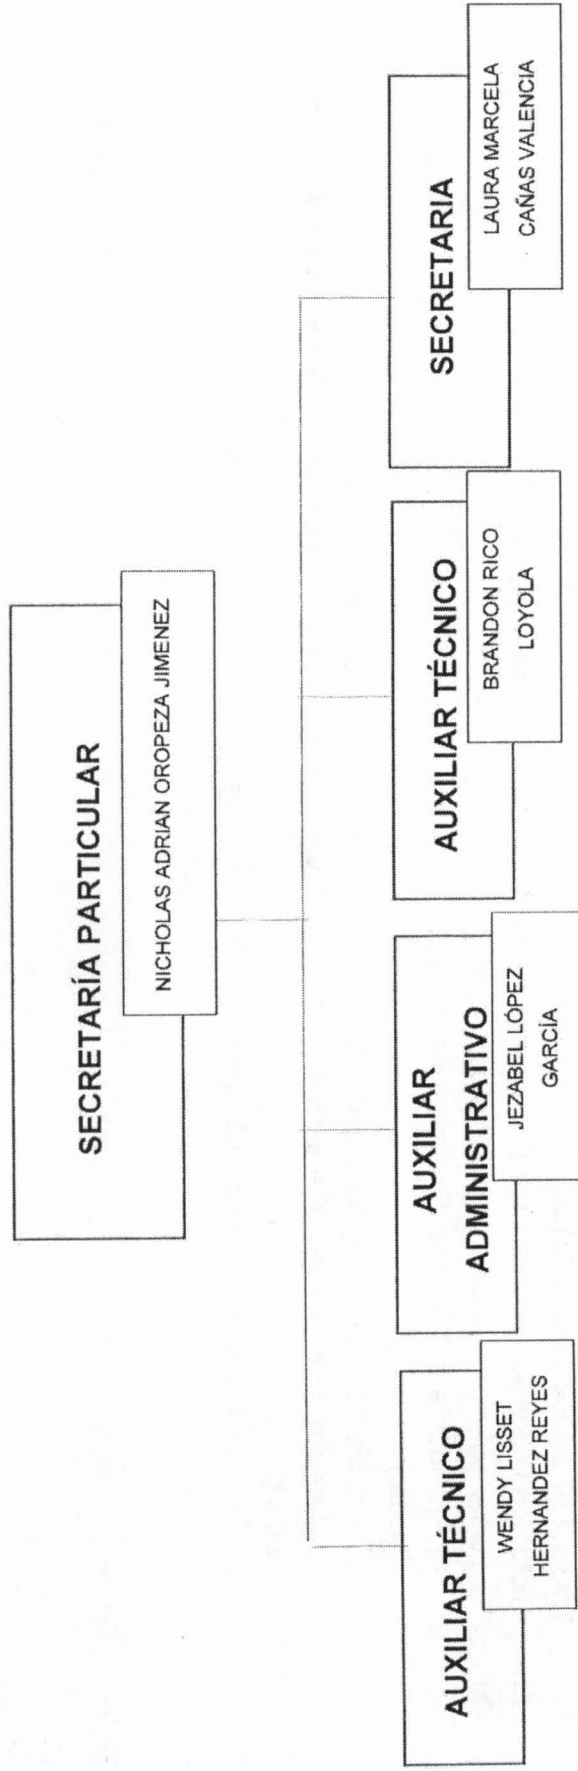 SECRETARÍA PARTICULAR
NICHOLAS ADRIAN OROPEZA JIMENEZ
AUXILIAR TÉCNICO
WENDY LISSET
HERNANDEZ REYES
AUXILIAR
ADMINISTRATIVO
JEZABEL LÓPEZ
GARCÍA
AUXILIAR TÉCNICO
BRANDON RICO
LOYOLA
SECRETARIA
LAURA MARCELA
CAÑAS VALENCIA